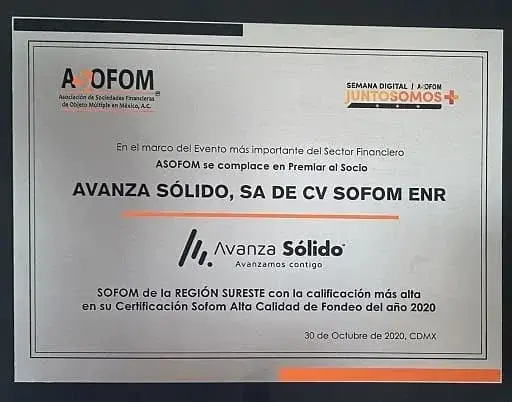 ASOFOM
Asociación de Sociedades Financieras
de Objeto Múltiple en México, A.C.
SEMANA DIGITAL | ASOFOM
JUNTOSOMOS+
En el marco del Evento más importante del Sector Financiero
ASOFOM se complace en Premiar al Socio
AVANZA SÓLIDO, SA DE CV SOFOM ENR
Avanza Sólido
Avanzamos contigo
SOFOM de la REGIÓN SURESTE con la calificación más alta
en su Certificación Sofom Alta Calidad de Fondeo del año 2020
30 de Octubre de 2020, CDMX